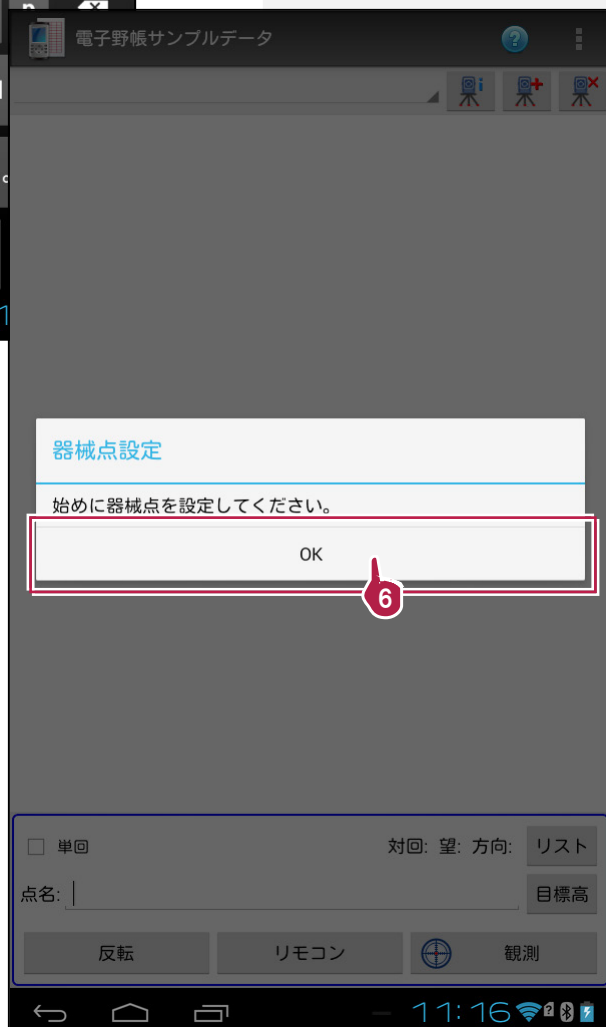 電子野帳サンプルデータ
器械点設定
始めに器械点を設定してください。
OK
6
単回
対回: 望: 方向:
リスト
点名:
目標高
反転
リモコン
観測
11:16